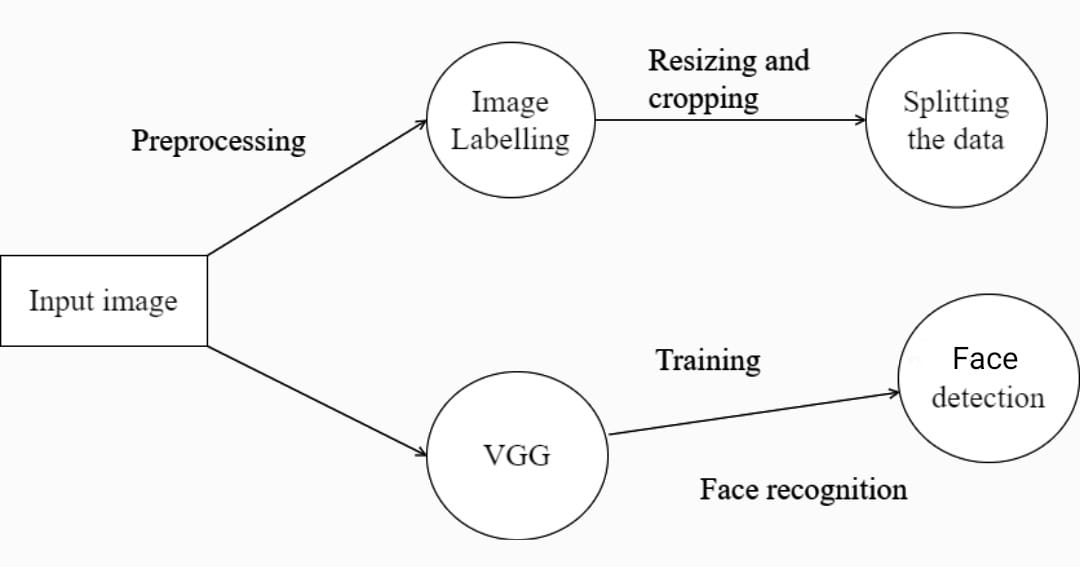 Preprocessing
Image
Labelling
Resizing and
cropping
Splitting
the data
Input image
VGG
Training
Face recognition
Face
detection